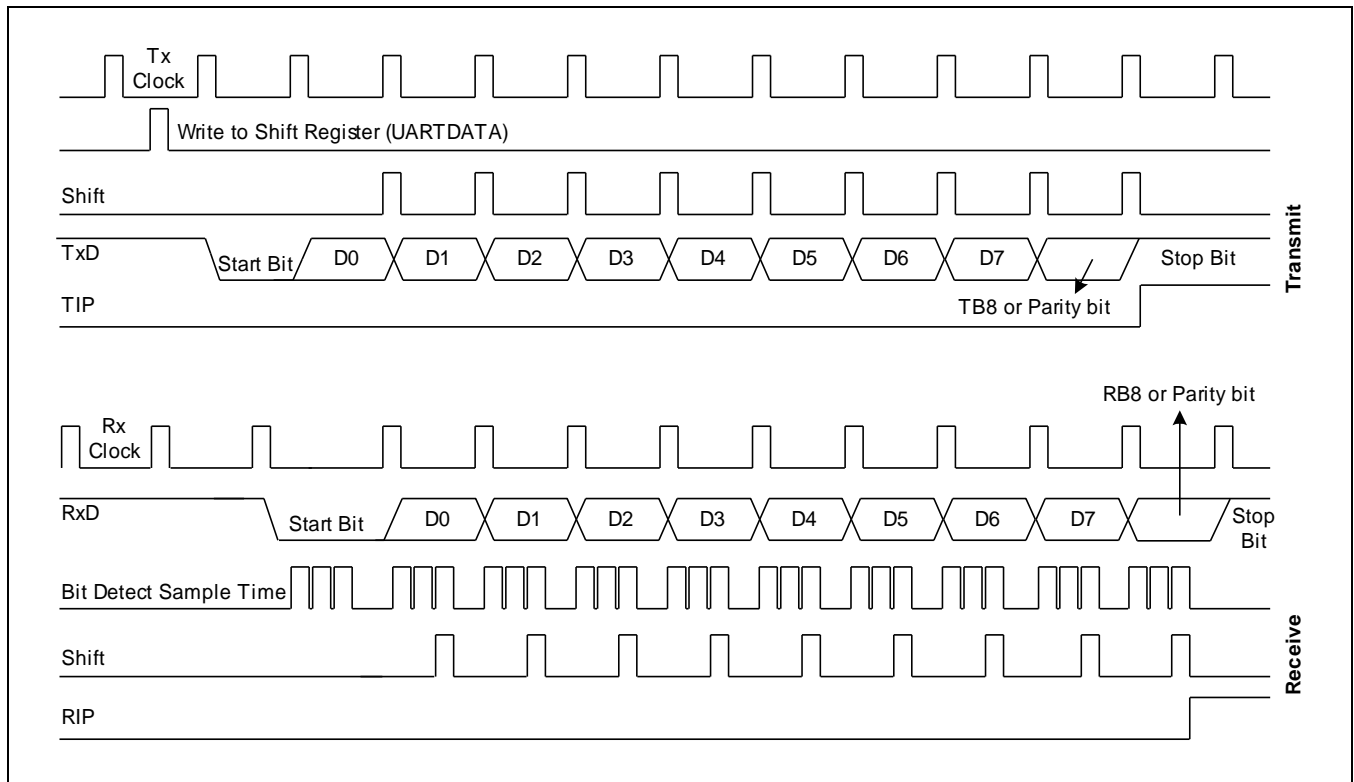 Tx
Clock
Write to Shift Register (UARTDATA)
Shift
TxD
Start Bit
D0
D1
D2
D3
D4
D5
D6
D7
Stop Bit
TIP
TB8 or Parity bit
Transmit
RB8 or Parity bit
Rx
Clock
RxD
Start Bit
D0
D1
D2
D3
D4
D5
D6
D7
Stop
Bit
Bit Detect Sample Time
Shift
RIP
Receive